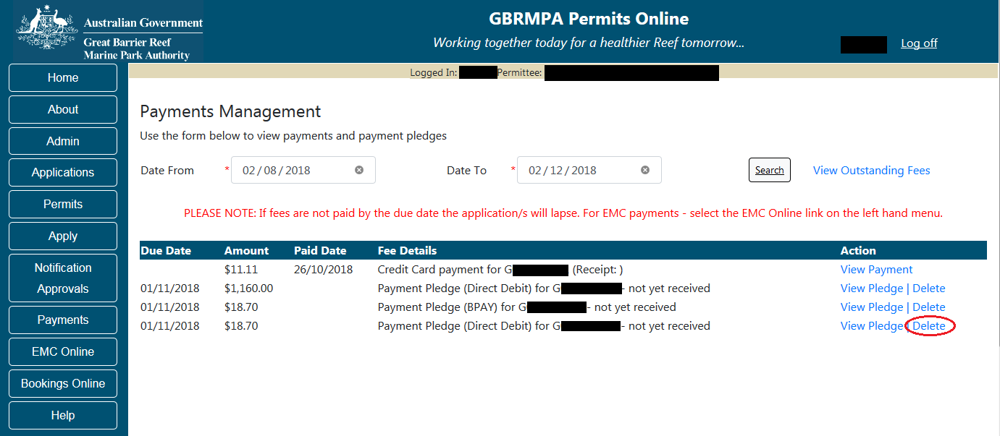 Australian Government
Great Barrier Reef
Marine Park Authority
GBRMPA Permits Online
Working together today for a healthier Reef tomorrow...
Log off
Home
About
Admin
Applications
Permits
Apply
Notification
Approvals
Payments
EMC Online
Bookings Online
Help
Logged In: Permittee:
Payments Management
Use the form below to view payments and payment pledges
Date From * 02/08/2018 Date To * 02/12/2018 Search View Outstanding Fees
PLEASE NOTE: If fees are not paid by the due date the application/s will lapse. For EMC payments - select the EMC Online link on the left hand menu.
Due Date Amount Paid Date Fee Details Action
$11.11 26/10/2018 Credit Card payment for G (Receipt: ) View Payment
01/11/2018 $1,160.00 Payment Pledge (Direct Debit) for G - not yet received View Pledge | Delete
01/11/2018 $18.70 Payment Pledge (BPAY) for G - not yet received View Pledge | Delete
01/11/2018 $18.70 Payment Pledge (Direct Debit) for G - not yet received View Pledge | Delete